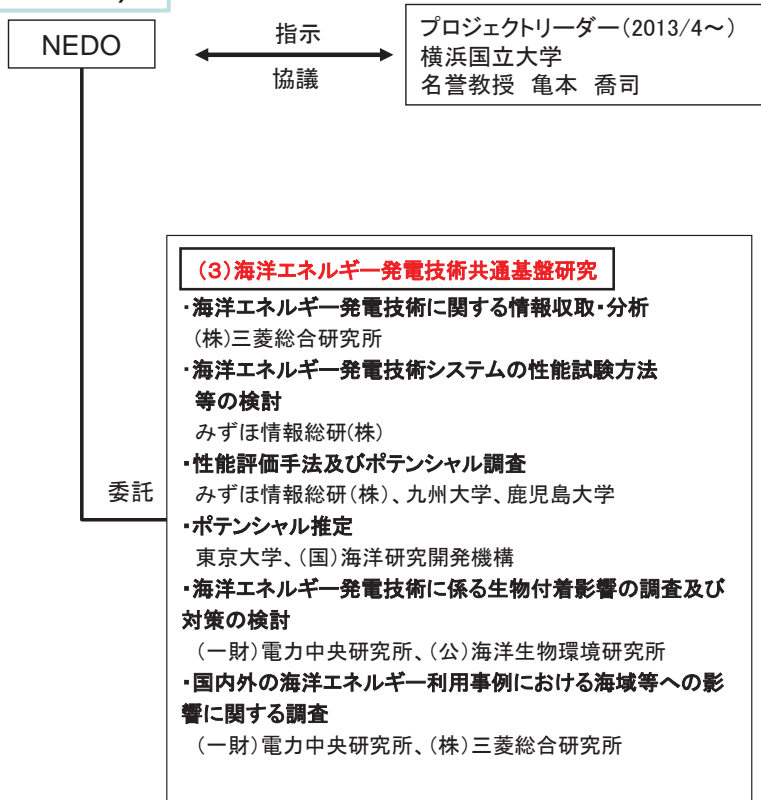 NEDO
指示
協議
プロジェクトリーダー(2013/4～)
横浜国立大学
名誉教授 亀本 喬司
委託
(3)海洋エネルギー発電技術共通基盤研究
・海洋エネルギー発電技術に関する情報収取・分析
(株)三菱総合研究所
・海洋エネルギー発電技術システムの性能試験方法
等の検討
みずほ情報総研(株)
・性能評価手法及びポテンシャル調査
みずほ情報総研(株)、九州大学、鹿児島大学
・ポテンシャル推定
東京大学、(国)海洋研究開発機構
・海洋エネルギー発電技術に係る生物付着影響の調査及び
対策の検討
(一財)電力中央研究所、(公)海洋生物環境研究所
・国内外の海洋エネルギー利用事例における海域等への影
響に関する調査
(一財)電力中央研究所、(株)三菱総合研究所